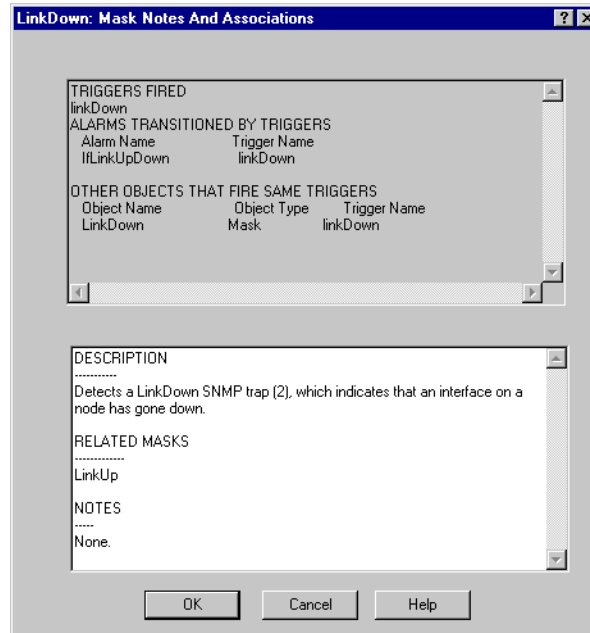 LinkDown: Mask Notes And Associations
TRIGGERS FIRED
linkDown
ALARMS TRANSITIONED BY TRIGGERS
Alarm Name Trigger Name
IfLinkUpDown linkDown
OTHER OBJECTS THAT FIRE SAME TRIGGERS
Object Name Object Type Trigger Name
LinkDown Mask linkDown
DESCRIPTION
-----------
Detects a LinkDown SNMP trap (2), which indicates that an interface on a
node has gone down.
RELATED MASKS
-------------
LinkUp
NOTES
-----
None.
OK Cancel Help